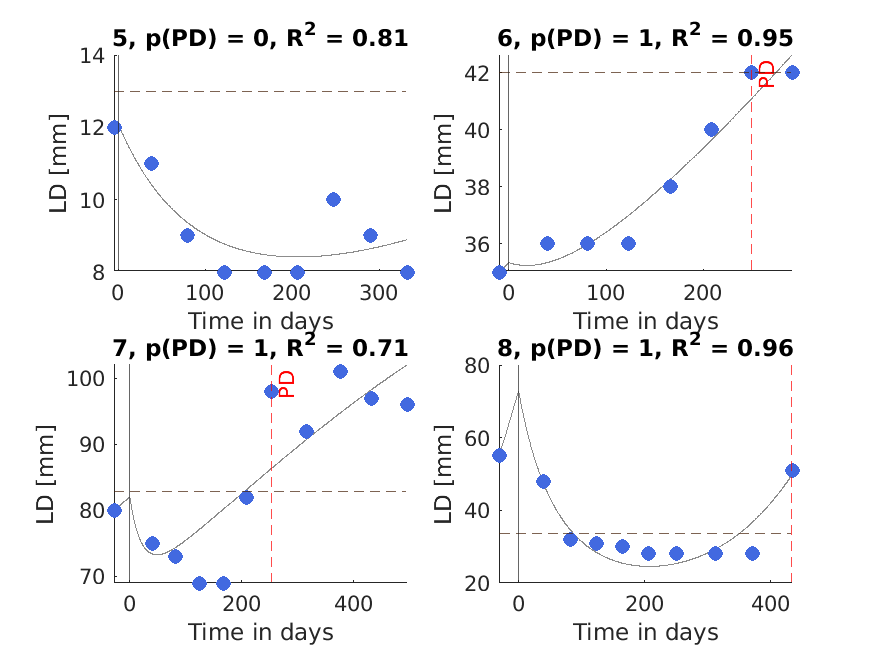 5, p(PD) = 0, R² = 0.81
14
12
10
8
LD [mm]
0 100 200 300
Time in days
6, p(PD) = 1, R² = 0.95
42
40
38
36
LD [mm]
PD
0 100 200
Time in days
7, p(PD) = 1, R² = 0.71
100
90
80
70
LD [mm]
PD
0 200 400
Time in days
8, p(PD) = 1, R² = 0.96
80
60
40
20
LD [mm]
0 200 400
Time in days